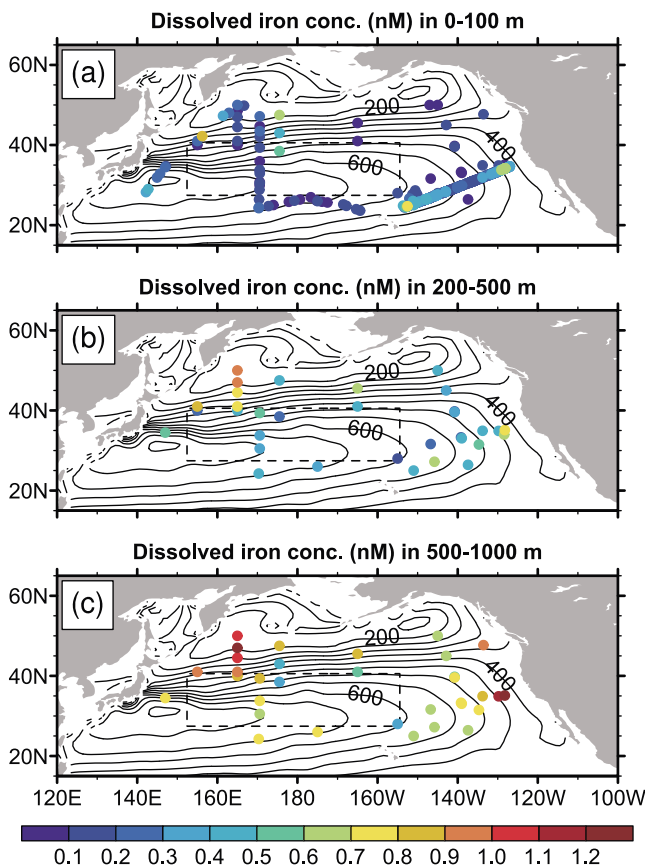 Dissolved iron conc. (nM) in 0-100 m
60N
(a)
200
40N
400
600
20N
Dissolved iron conc. (nM) in 200-500 m
60N
(b)
200
40N
400
600
20N
Dissolved iron conc. (nM) in 500-1000 m
60N
(c)
200
40N
400
600
20N
120E 140E 160E 180 160W 140W 120W 100W
0.1 0.2 0.3 0.4 0.5 0.6 0.7 0.8 0.9 1.0 1.1 1.2